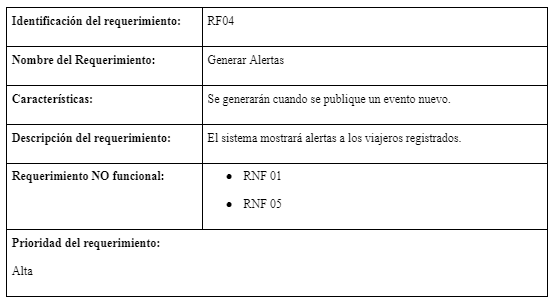 Identificación del requerimiento: RF04
Nombre del Requerimiento: Generar Alertas
Características: Se generarán cuando se publique un evento nuevo.
Descripción del requerimiento: El sistema mostrará alertas a los viajeros registrados.
Requerimiento NO funcional: • RNF 01
• RNF 05
Prioridad del requerimiento:
Alta